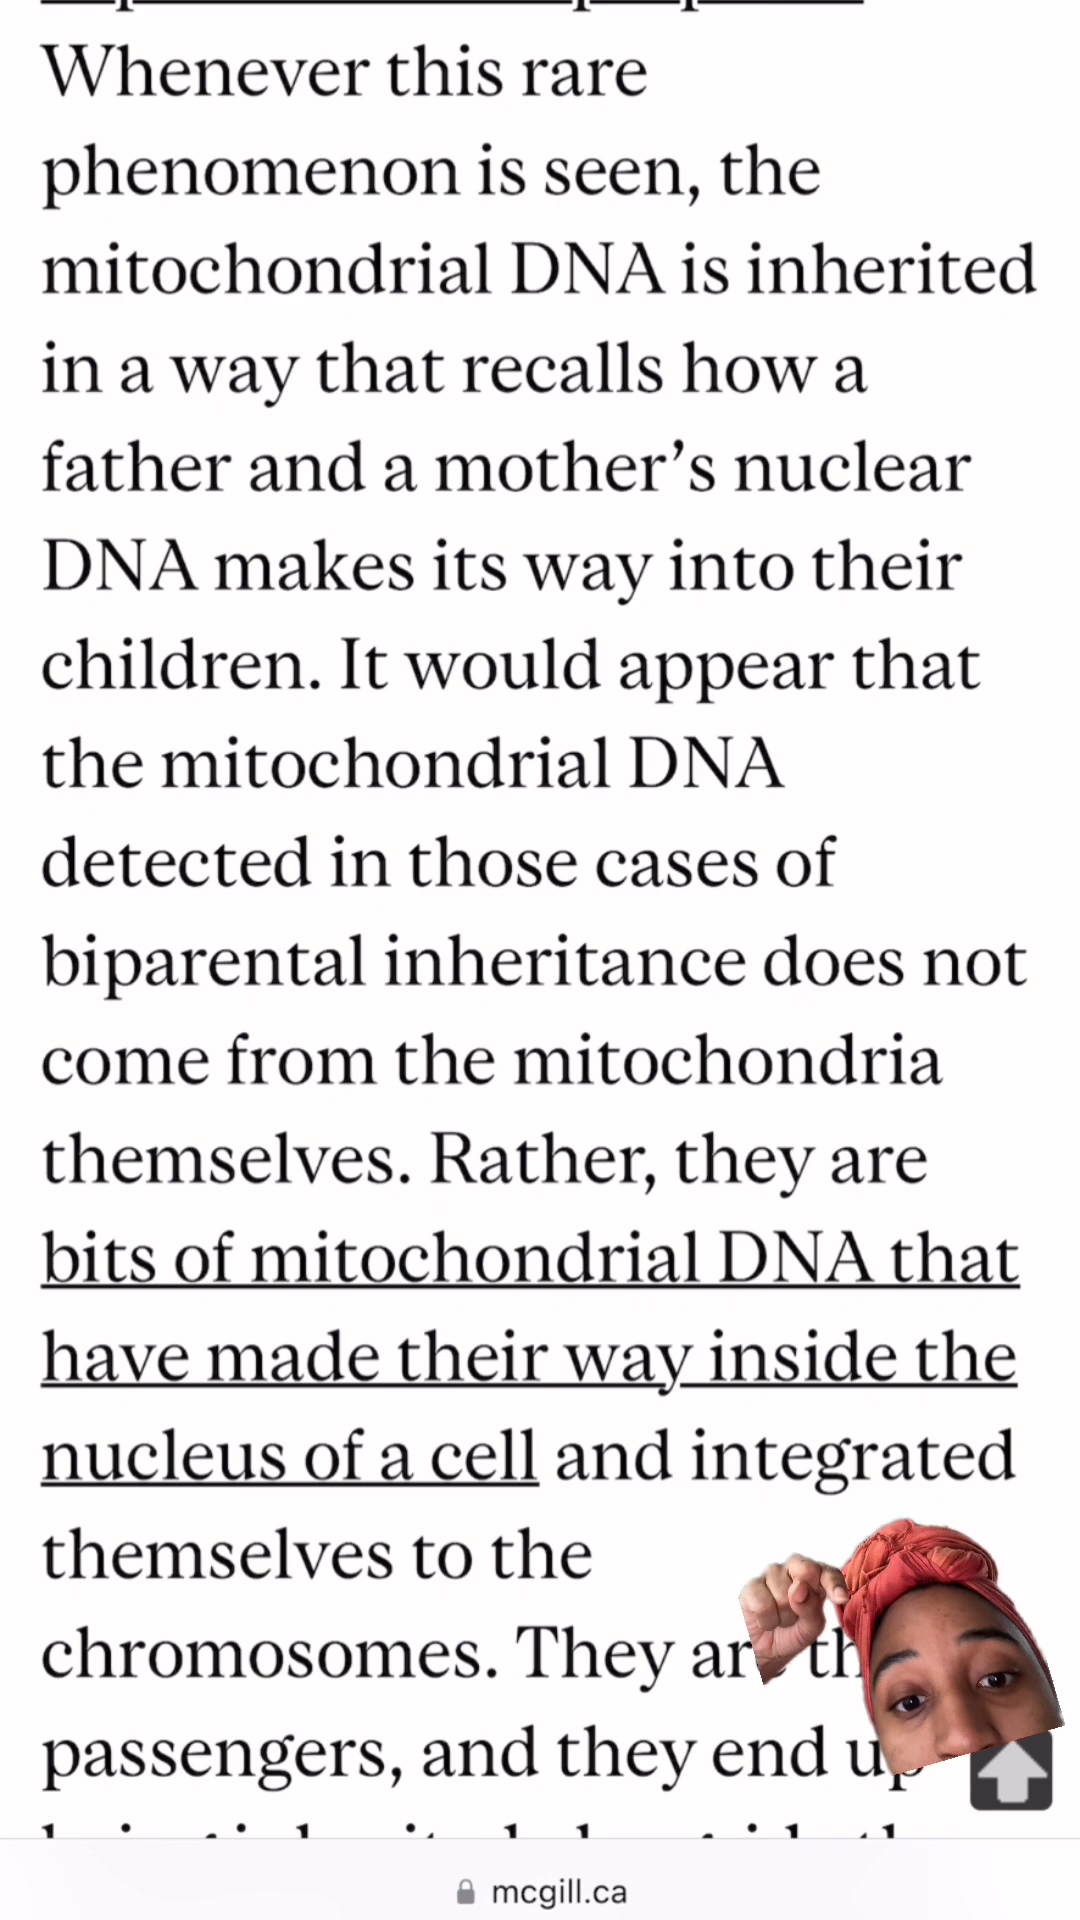 Whenever this rare
phenomenon is seen, the
mitochondrial DNA is inherited
in a way that recalls how a
father and a mother’s nuclear
DNA makes its way into their
children. It would appear that
the mitochondrial DNA
detected in those cases of
biparental inheritance does not
come from the mitochondria
themselves. Rather, they are
bits of mitochondrial DNA that
have made their way inside the
nucleus of a cell and integrated
themselves to the
chromosomes. They are
passengers, and they end up
mcgill.ca